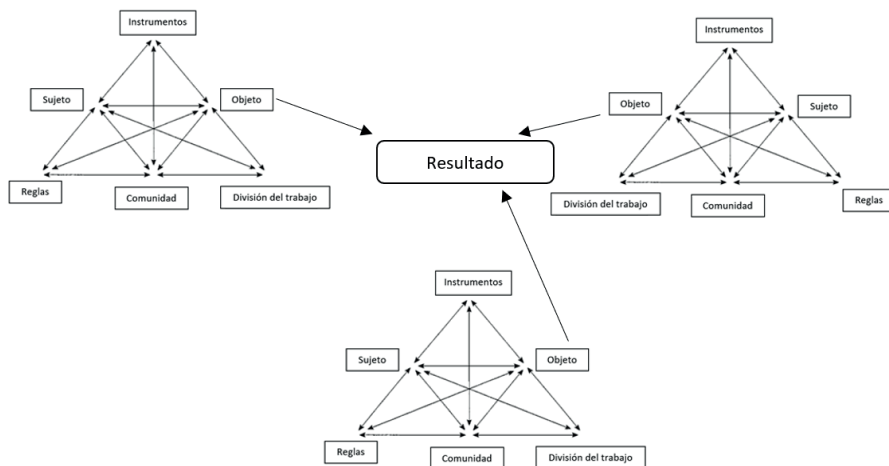 Instrumentos
Sujeto
Objeto
Reglas
Comunidad
División del trabajo
Resultado
Instrumentos
Objeto
Sujeto
División del trabajo
Comunidad
Reglas
Instrumentos
Sujeto
Objeto
Reglas
Comunidad
División del trabajo